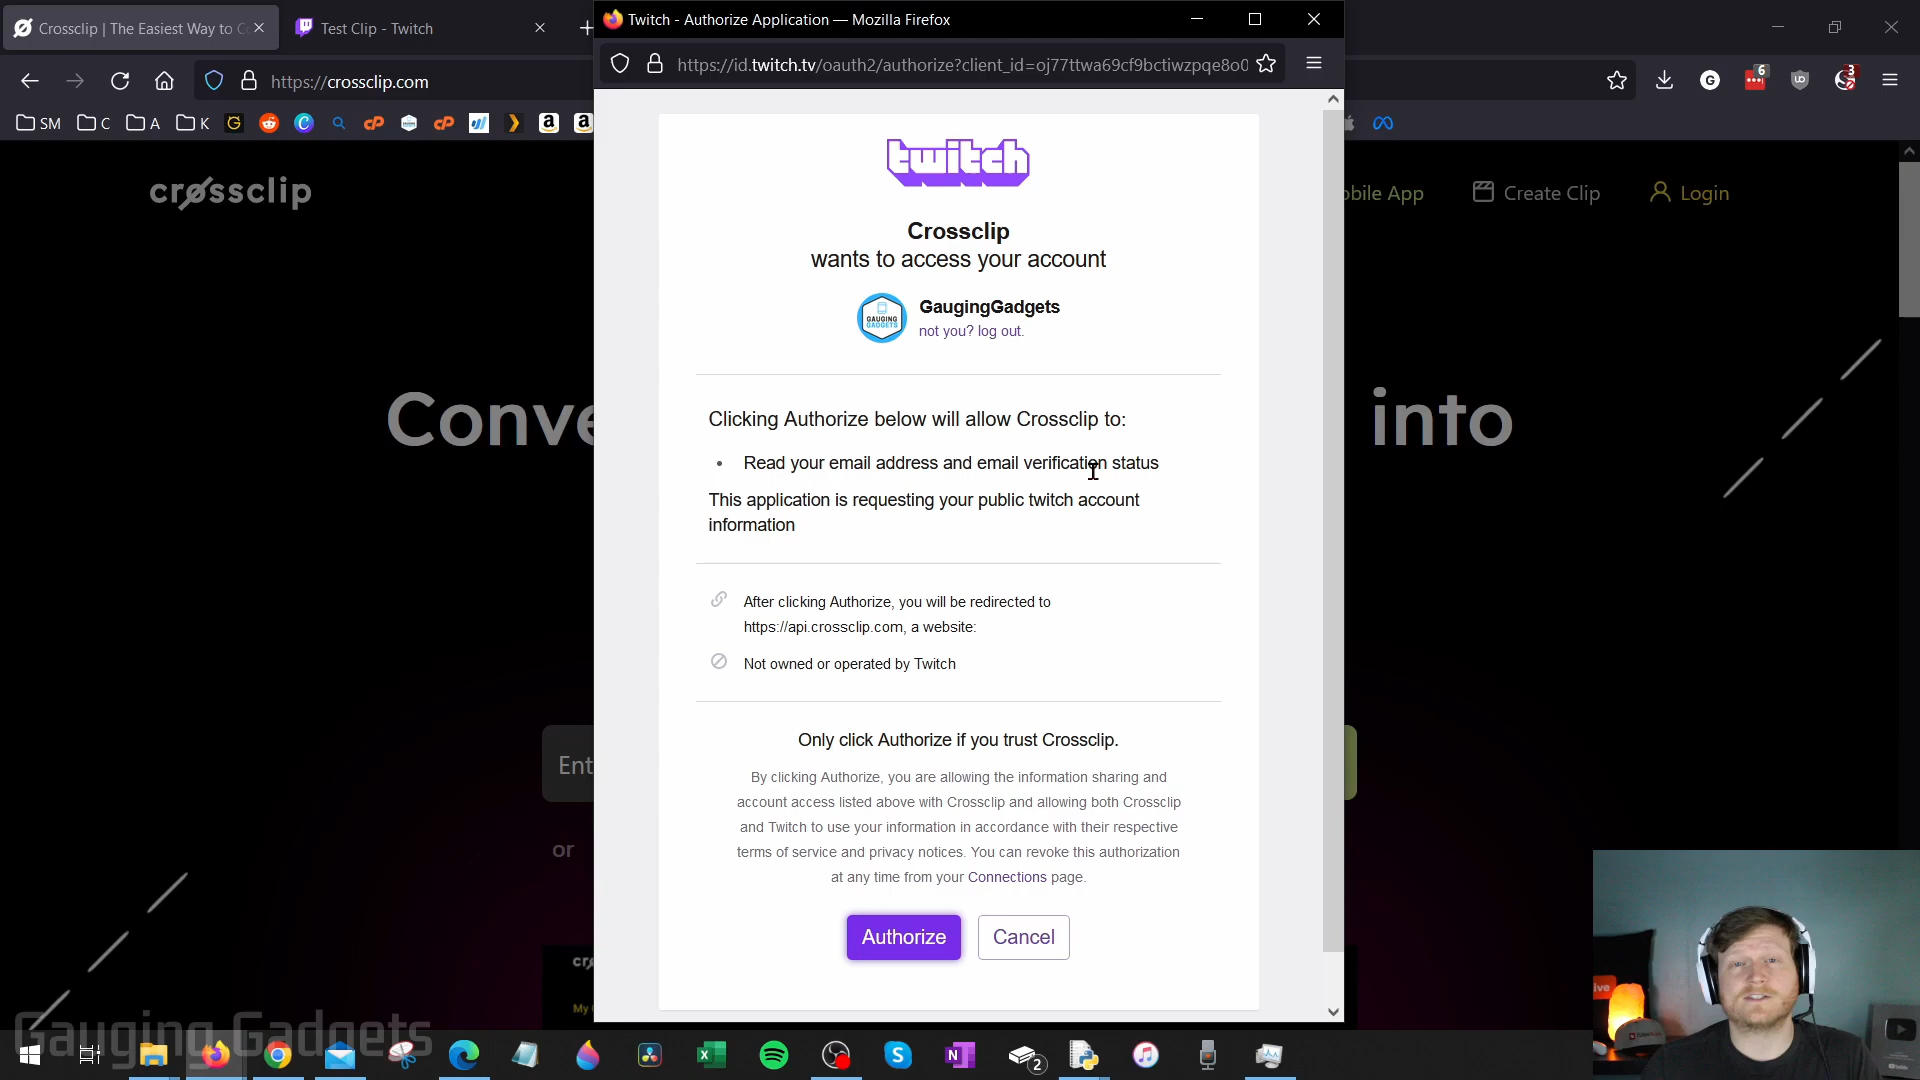 Crossclip | The Easiest Way to Co
Test Clip - Twitch
Twitch - Authorize Application — Mozilla Firefox
https://crossclip.com
https://id.twitch.tv/oauth2/authorize?client_id=oj77ttwa69cf9bctiwzpqe8o0
6
3
SM
C
A
K
crossclip
obile App
Create Clip
Login
twitch
Crossclip
wants to access your account
GAUGING
GADGETS
GaugingGadgets
not you? log out.
Conve
into
Clicking Authorize below will allow Crossclip to:
• Read your email address and email verification status
This application is requesting your public twitch account
information
After clicking Authorize, you will be redirected to
https://api.crossclip.com, a website:
Not owned or operated by Twitch
Only click Authorize if you trust Crossclip.
Ent
By clicking Authorize, you are allowing the information sharing and
account access listed above with Crossclip and allowing both Crossclip
and Twitch to use your information in accordance with their respective
terms of service and privacy notices. You can revoke this authorization
at any time from your Connections page.
or
Authorize
Cancel
Gauging Gadgets
2